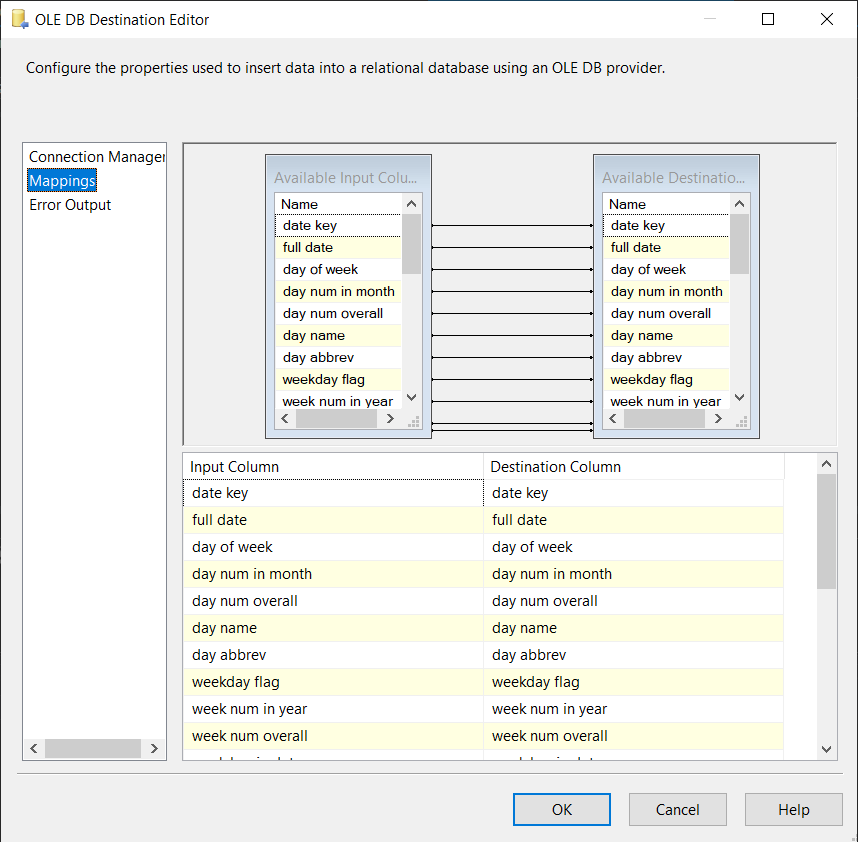 OLE DB Destination Editor
Configure the properties used to insert data into a relational database using an OLE DB provider.
Connection Manager
Mappings
Error Output
Available Input Colu...
Name
date key
full date
day of week
day num in month
day num overall
day name
day abbrev
weekday flag
week num in year
Available Destinatio...
Name
date key
full date
day of week
day num in month
day num overall
day name
day abbrev
weekday flag
week num in year
Input Column Destination Column
date key date key
full date full date
day of week day of week
day num in month day num in month
day num overall day num overall
day name day name
day abbrev day abbrev
weekday flag weekday flag
week num in year week num in year
week num overall week num overall
OK Cancel Help